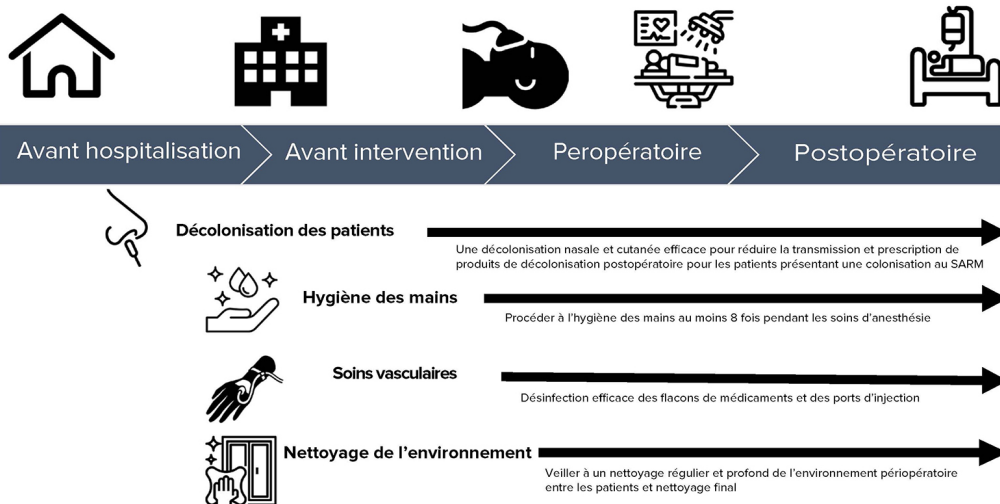 Avant hospitalisation
Avant intervention
Peropératoire
Postopératoire
Décolonisation des patients
Une décolonisation nasale et cutanée efficace pour réduire la transmission et prescription de
produits de décolonisation postopératoire pour les patients présentant une colonisation au SARM
Hygiène des mains
Procéder à l'hygiène des mains au moins 8 fois pendant les soins d'anesthésie
Soins vasculaires
Désinfection efficace des flacons de médicaments et des ports d'injection
Nettoyage de l'environnement
Veiller à un nettoyage régulier et profond de l'environnement périopératoire
entre les patients et nettoyage final